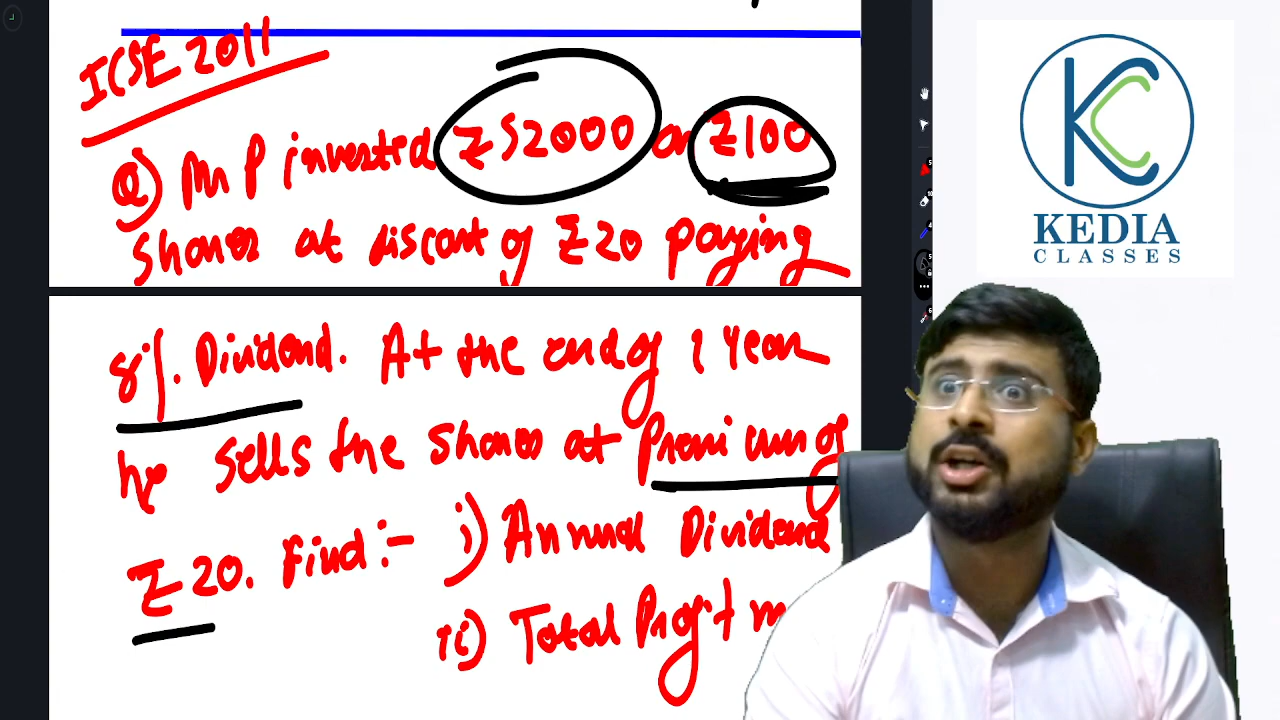 ICSE 2011
Q) Mr P invested ₹52000 on ₹100
shares at discount of ₹20 paying
8% Dividend. At the end of 1 Year
he sells the shares at Premium of
₹20. Find:- i) Annual Dividend
ii) Total Profit
KC
KEDIA
CLASSES